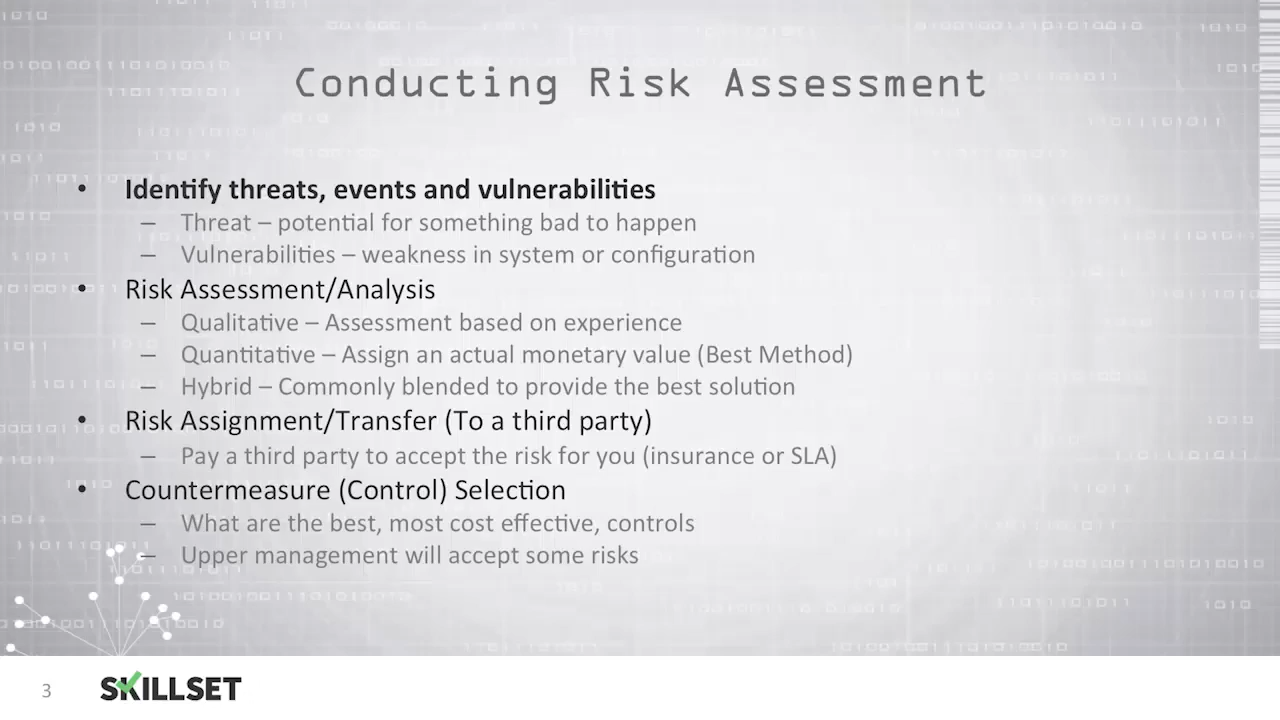 Conducting Risk Assessment
• Identify threats, events and vulnerabilities
– Threat – potential for something bad to happen
– Vulnerabilities – weakness in system or configuration
• Risk Assessment/Analysis
– Qualitative – Assessment based on experience
– Quantitative – Assign an actual monetary value (Best Method)
– Hybrid – Commonly blended to provide the best solution
• Risk Assignment/Transfer (To a third party)
– Pay a third party to accept the risk for you (insurance or SLA)
• Countermeasure (Control) Selection
– What are the best, most cost effective, controls
– Upper management will accept some risks
3
SKILLSET